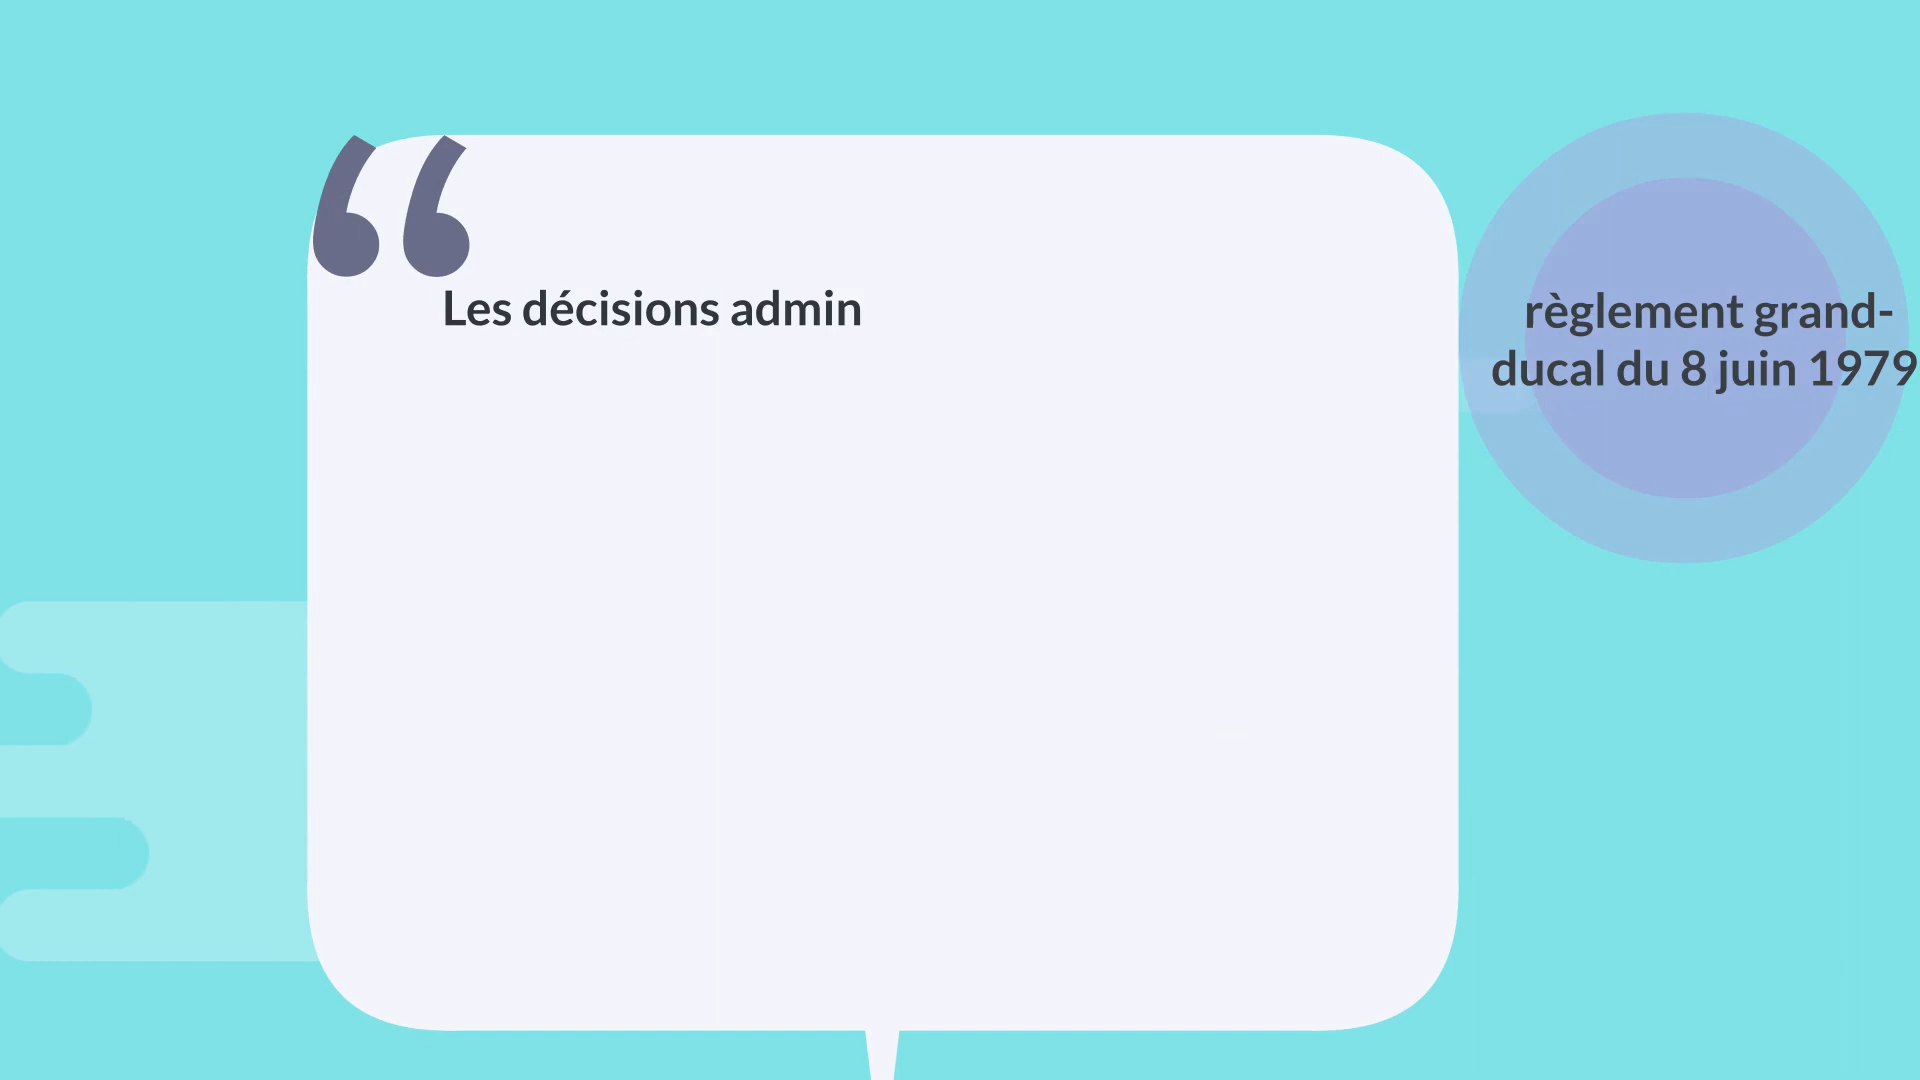 Les décisions admin
règlement grand-
ducal du 8 juin 1979